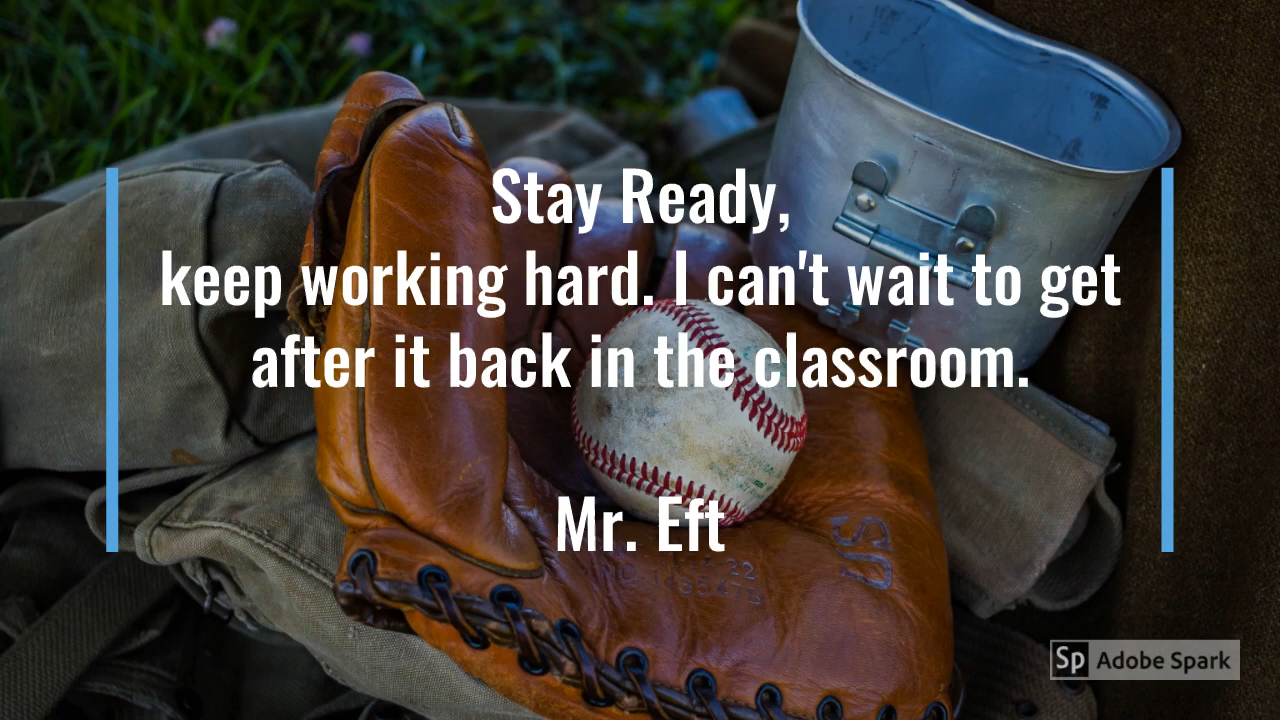 Stay Ready,
keep working hard. I can't wait to get
after it back in the classroom.
Mr. Eft
US
Sp Adobe Spark